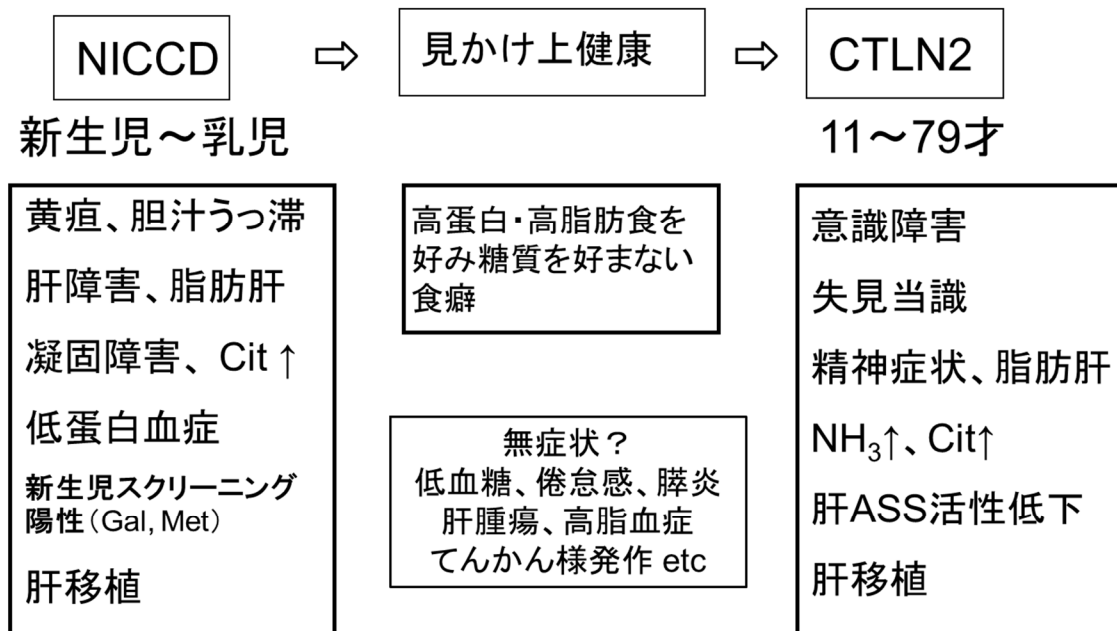 NICCD
⇨
見かけ上健康
⇨
CTLN2
新生児～乳児
11～79才
黄疸、胆汁うっ滞
肝障害、脂肪肝
凝固障害、Cit ↑
低蛋白血症
新生児スクリーニング
陽性(Gal, Met)
肝移植
高蛋白・高脂肪食を
好み糖質を好まない
食癖
無症状？
低血糖、倦怠感、膵炎
肝腫瘍、高脂血症
てんかん様発作 etc
意識障害
失見当識
精神症状、脂肪肝
NH₃↑、Cit↑
肝ASS活性低下
肝移植